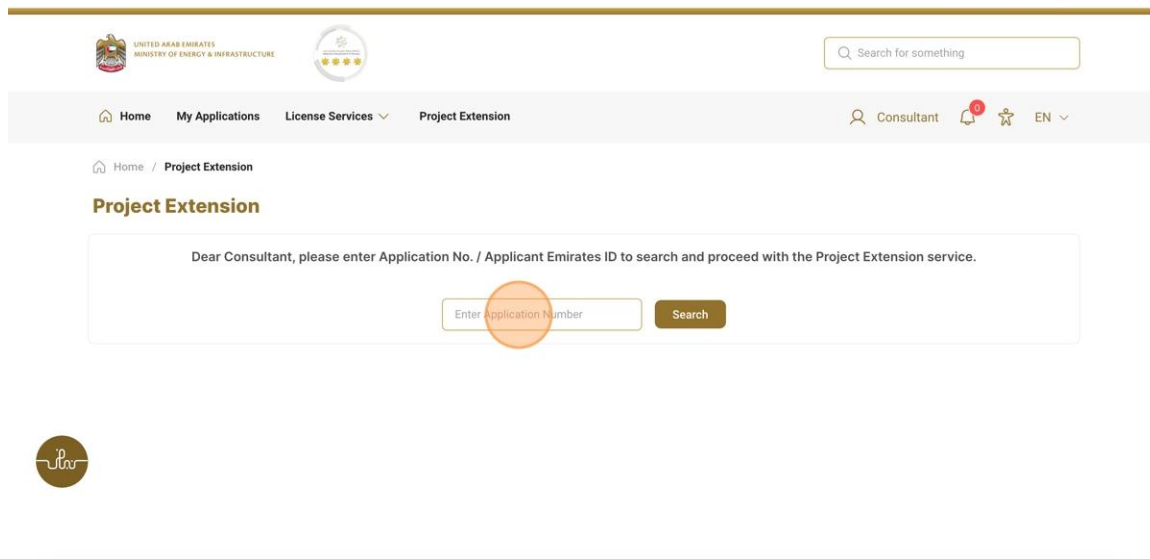 UNITED ARAB EMIRATES
MINISTRY OF ENERGY & INFRASTRUCTURE
Search for something
Home My Applications License Services Project Extension
Consultant 0 EN
Home / Project Extension
Project Extension
Dear Consultant, please enter Application No. / Applicant Emirates ID to search and proceed with the Project Extension service.
Enter Application Number Search